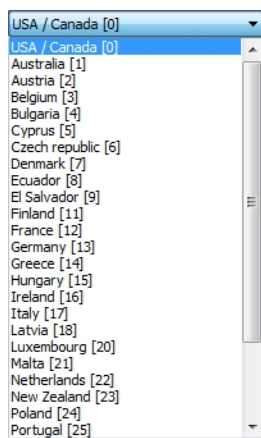 USA / Canada [0]
USA / Canada [0]
Australia [1]
Austria [2]
Belgium [3]
Bulgaria [4]
Cyprus [5]
Czech republic [6]
Denmark [7]
Ecuador [8]
El Salvador [9]
Finland [11]
France [12]
Germany [13]
Greece [14]
Hungary [15]
Ireland [16]
Italy [17]
Latvia [18]
Luxembourg [20]
Malta [21]
Netherlands [22]
New Zealand [23]
Poland [24]
Portugal [25]